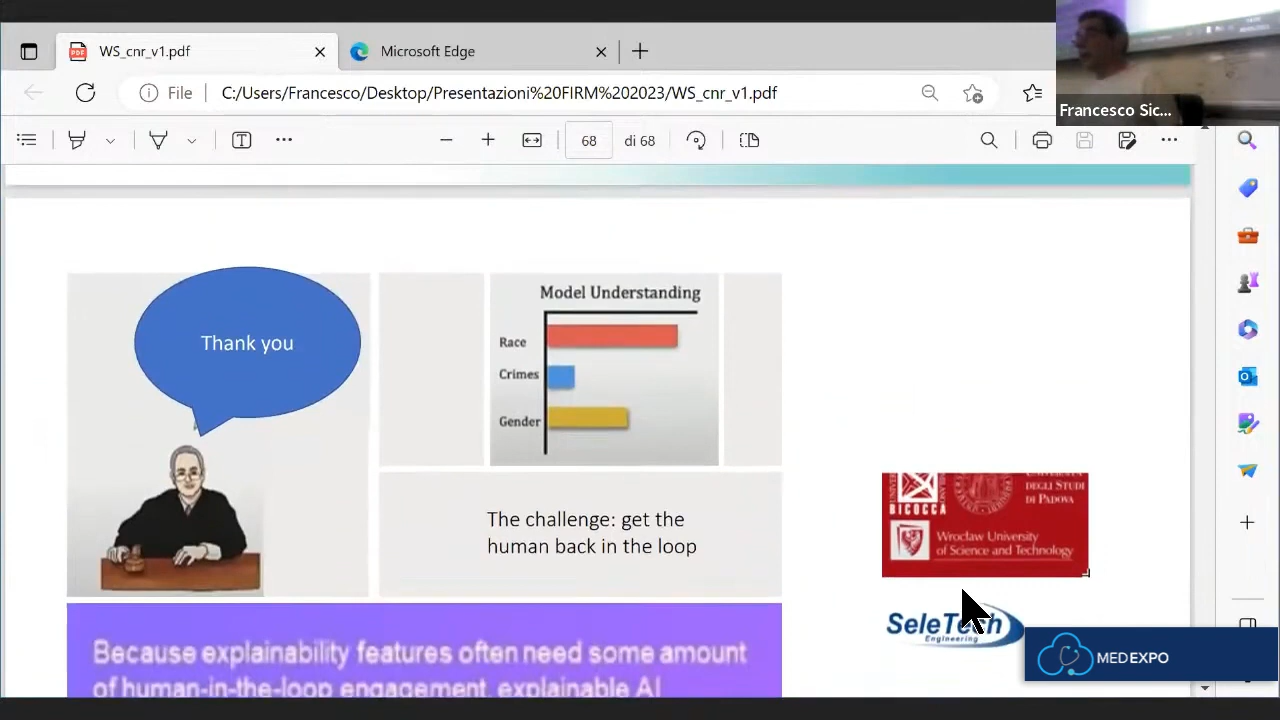 WS_cnr_v1.pdf
Microsoft Edge
File
C:/Users/Francesco/Desktop/Presentazioni%20FIRM%202023/WS_cnr_v1.pdf
Francesco Sic...
68 di 68
Thank you
Model Understanding
Race
Crimes
Gender
The challenge: get the
human back in the loop
BICOCCA
DEGLI STUDI
DI PADOVA
Wrocław University
of Science and Technology
SeleTech
Engineering
MEDEXPO
Because explainability features often need some amount
of human-in-the-loop engagement, explainable AI